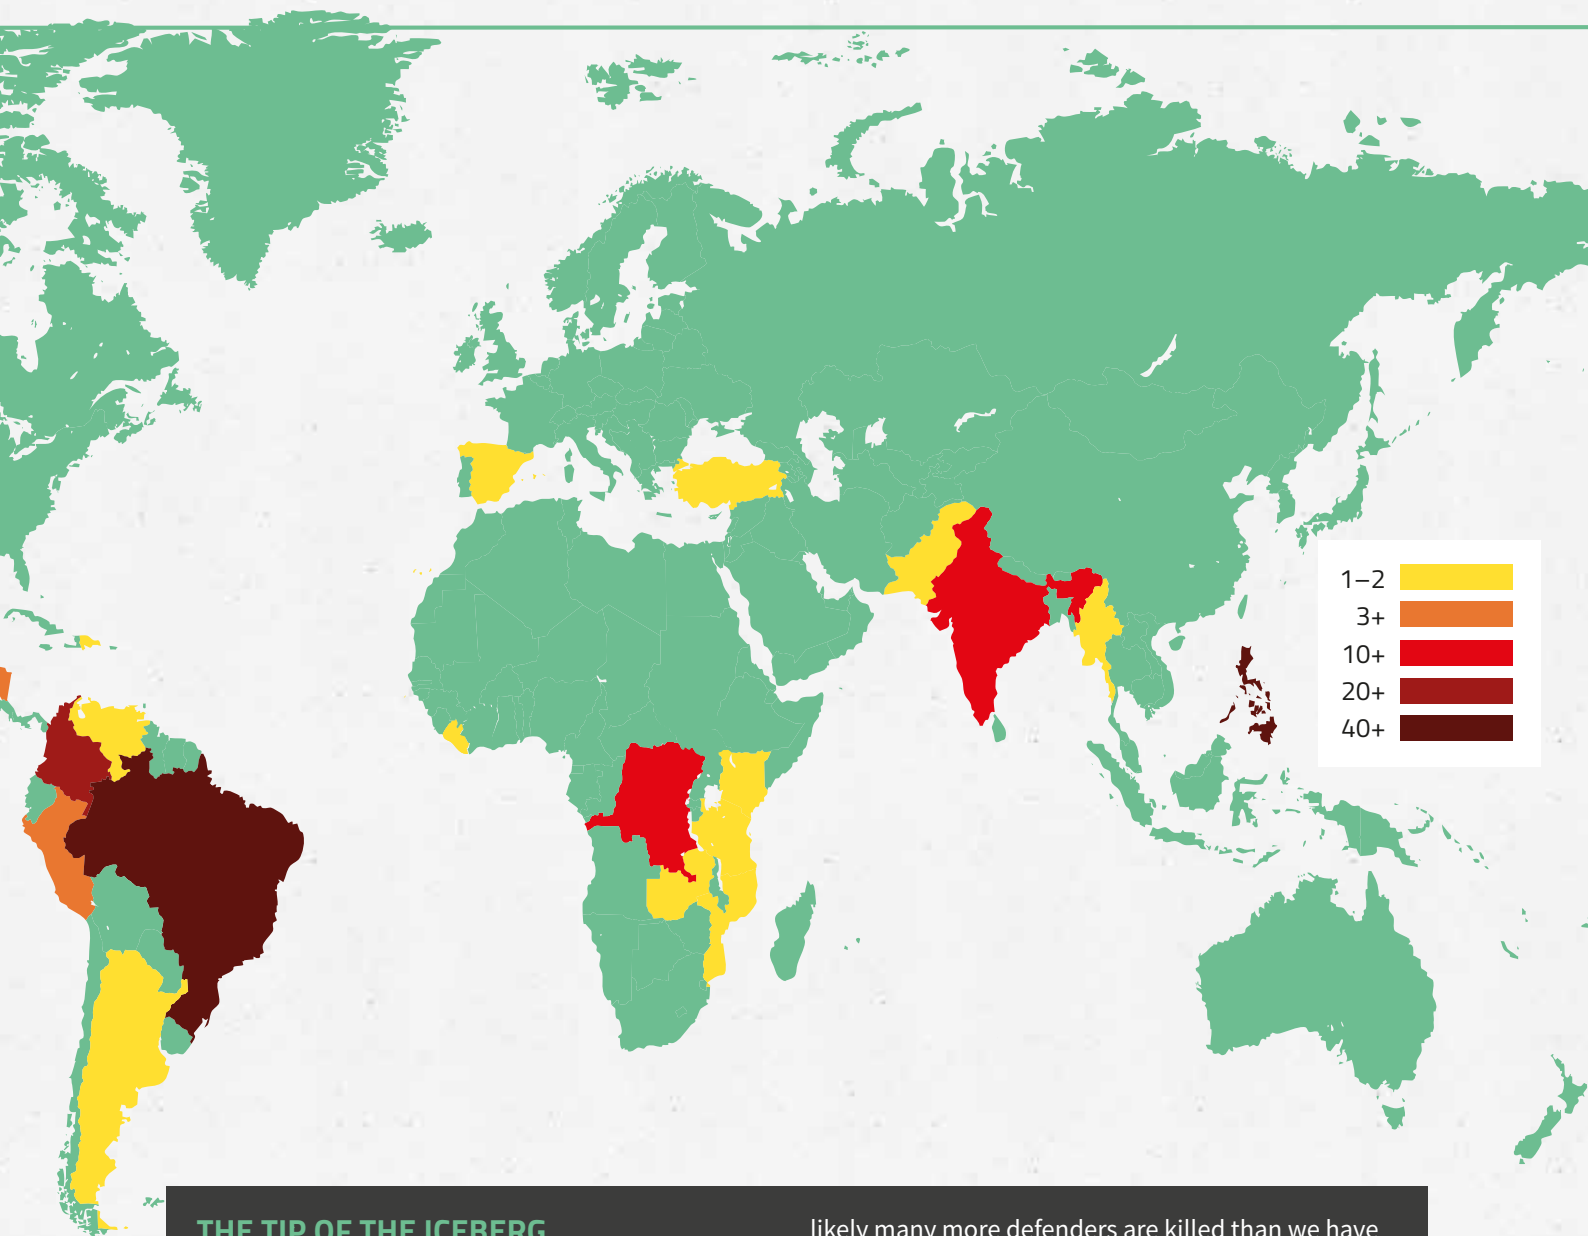 1–2
3+
10+
20+
40+
THE TIP OF THE ICEBERG
likely many more defenders are killed than we have